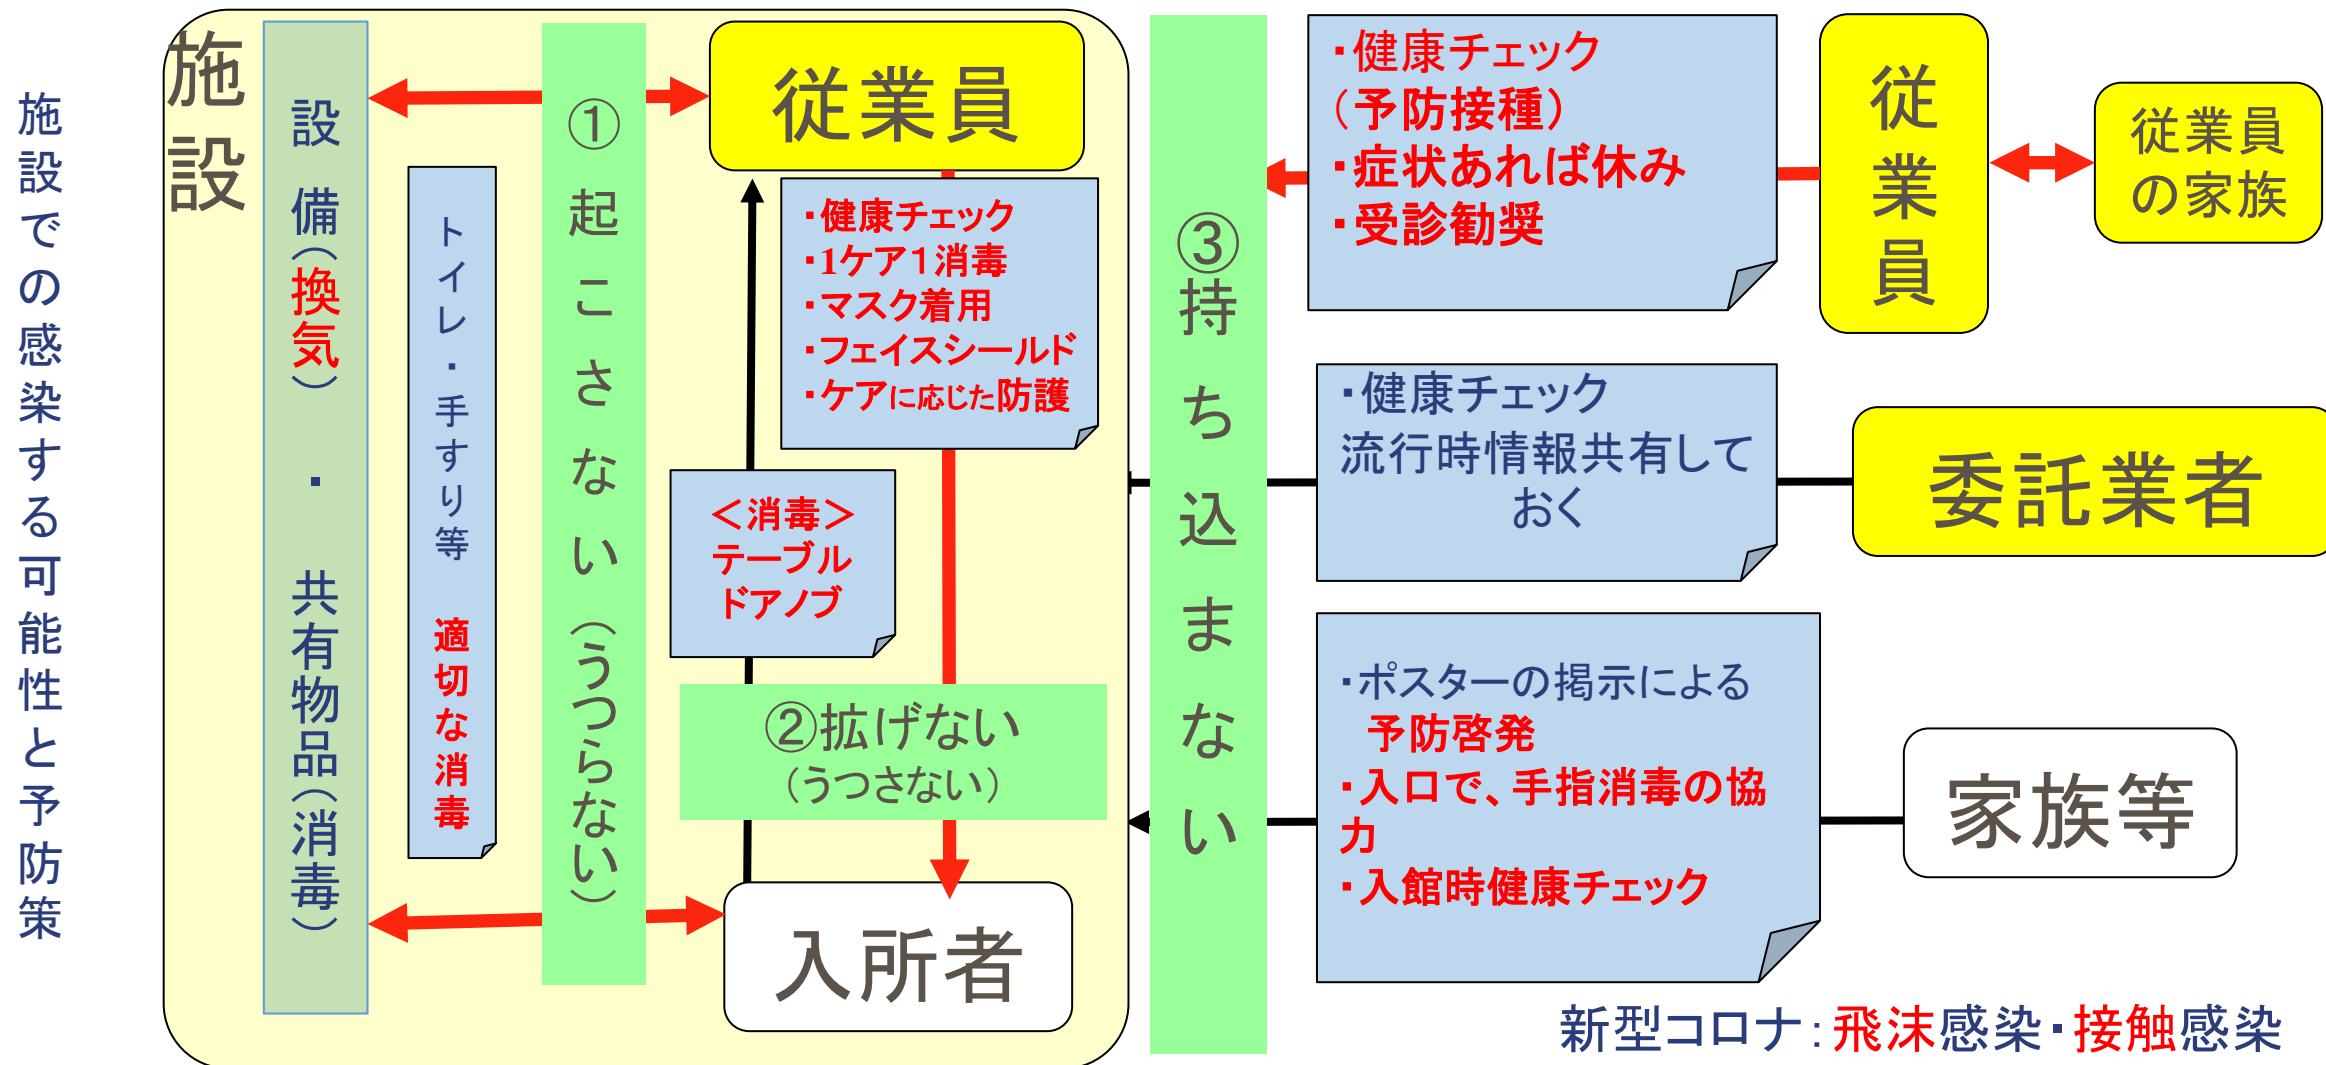 施設での感染する可能性と予防策
施設
設備(換気)・共有物品(消毒)
トイレ・手すり等 適切な消毒
①起こさない(うつらない)
従業員
・健康チェック
・1ケア1消毒
・マスク着用
・フェイスシールド
・ケアに応じた防護
<消毒>
テーブル
ドアノブ
②拡げない
(うつさない)
入所者
③持ち込まない
・健康チェック
(予防接種)
・症状あれば休み
・受診勧奨
従業員
従業員
の家族
・健康チェック
流行時情報共有して
おく
委託業者
・ポスターの掲示による
予防啓発
・入口で、手指消毒の協
力
・入館時健康チェック
家族等
新型コロナ:飛沫感染・接触感染